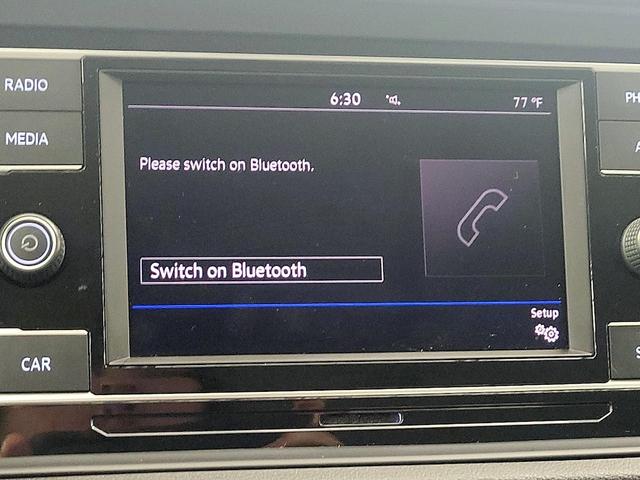 RADIO
MEDIA
6:30
77 °F
Please switch on Bluetooth.
Switch on Bluetooth
Setup
CAR